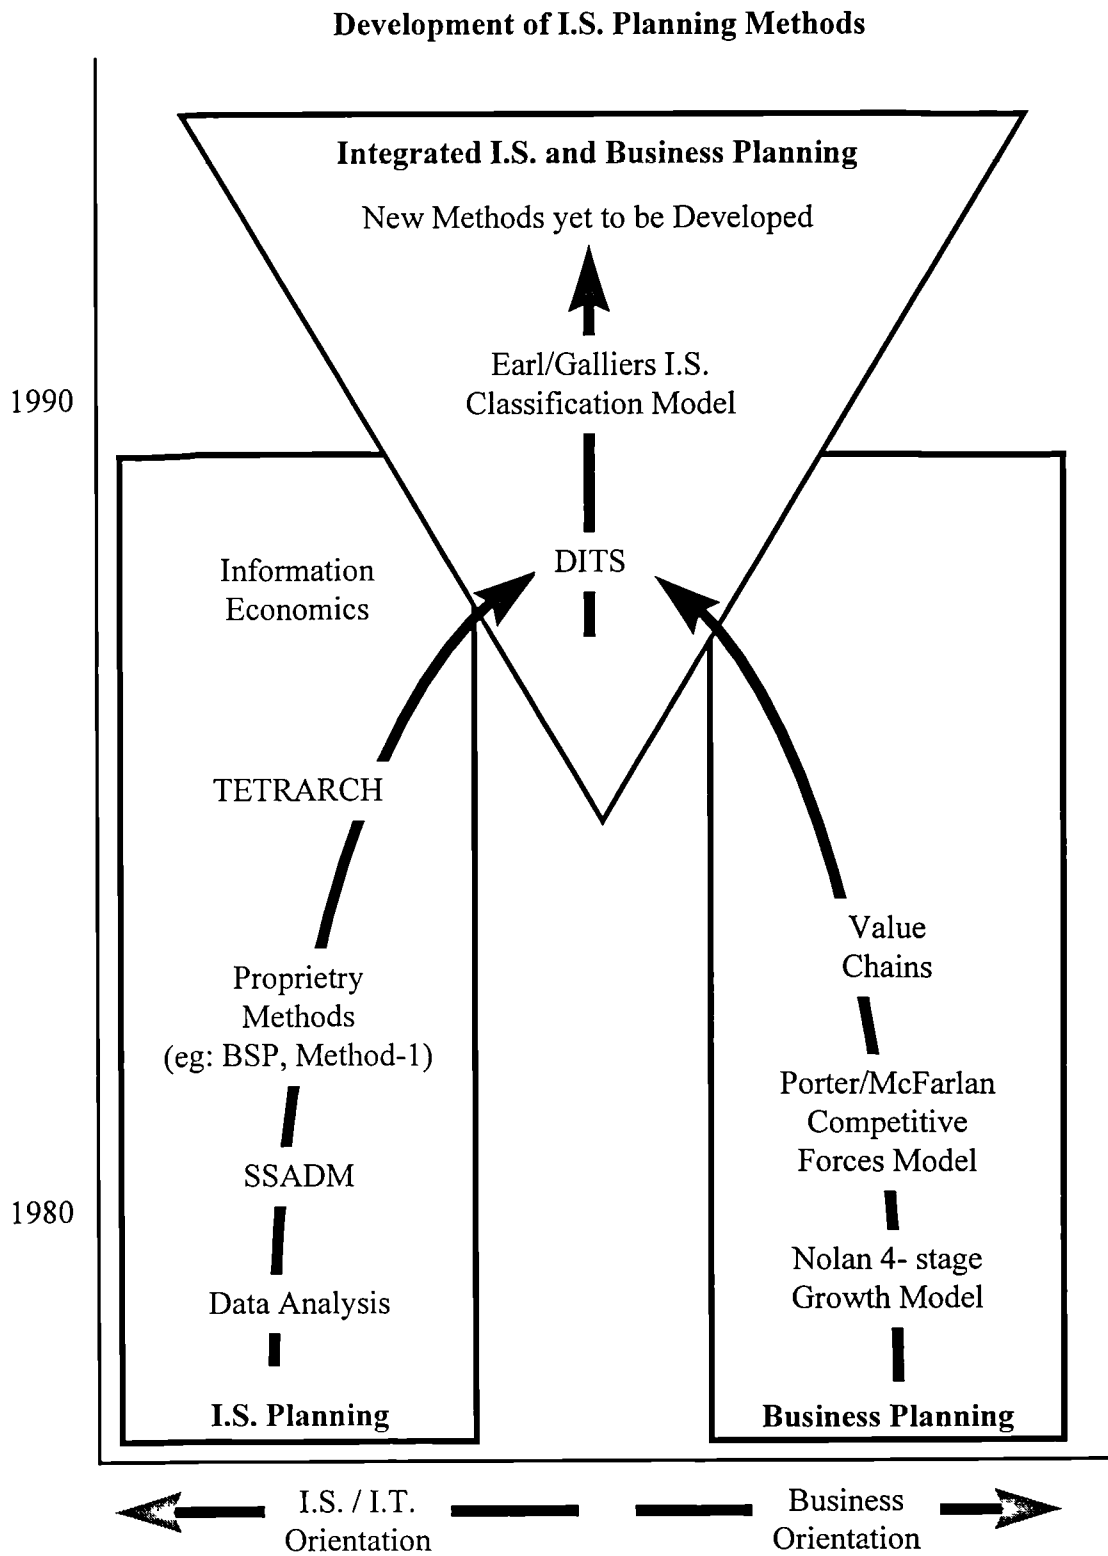 Development of I.S. Planning Methods
Integrated I.S. and Business Planning
New Methods yet to be Developed
Earl/Galliers I.S.
Classification Model
1990
DITS
Information
Economics
TETRARCH
Value
Chains
Proprietry
Methods
(eg: BSP, Method-1)
Porter/McFarlan
Competitive
Forces Model
SSADM
1980
Nolan 4- stage
Growth Model
Data Analysis
I.S. Planning
Business Planning
I.S. / I.T.
Orientation
Business
Orientation